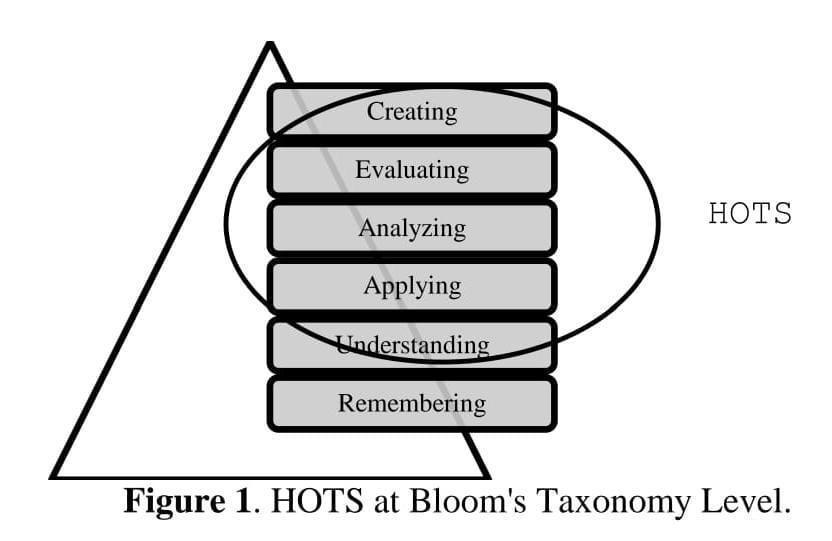 Creating
Evaluating
Analyzing
HOTS
Applying
Understanding
Remembering
Figure 1. HOTS at Bloom's Taxonomy Level.